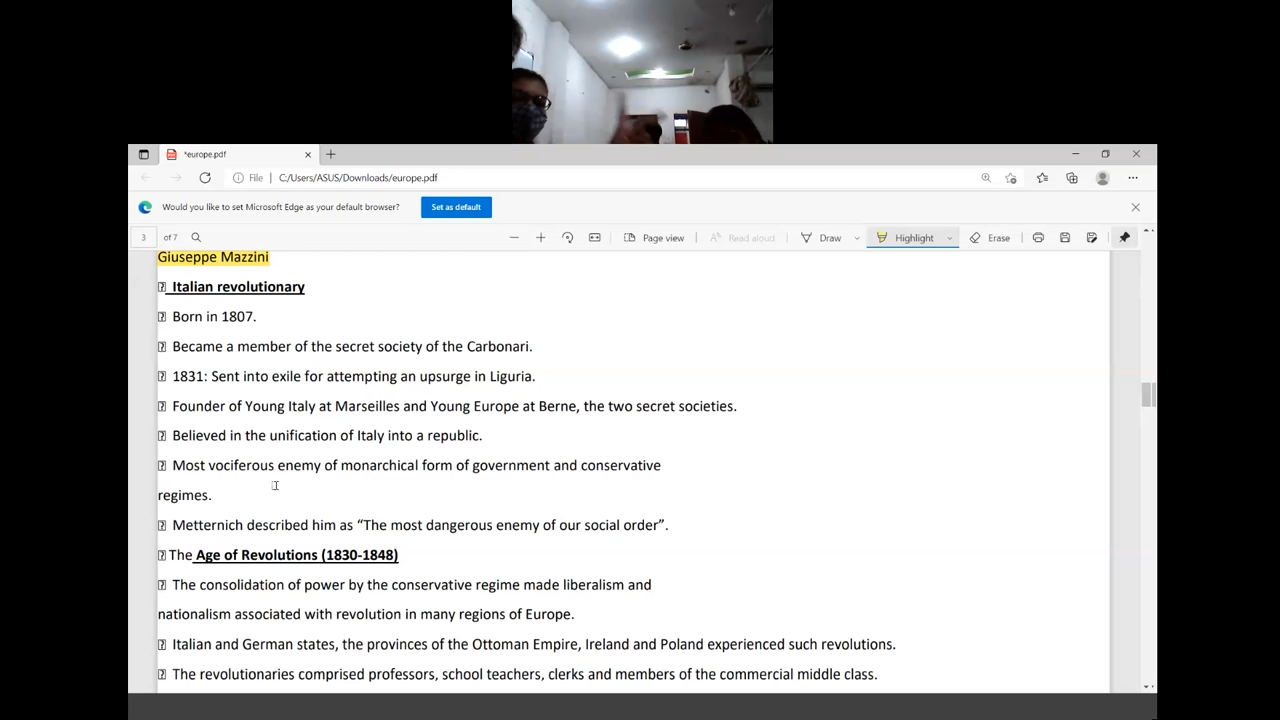 *europe.pdf
File
C:/Users/ASUS/Downloads/europe.pdf
Would you like to set Microsoft Edge as your default browser?
Set as default
3 of 7
Page view
Read aloud
Draw
Highlight
Erase
Giuseppe Mazzini
Italian revolutionary
Born in 1807.
Became a member of the secret society of the Carbonari.
1831: Sent into exile for attempting an upsurge in Liguria.
Founder of Young Italy at Marseilles and Young Europe at Berne, the two secret societies.
Believed in the unification of Italy into a republic.
Most vociferous enemy of monarchical form of government and conservative
regimes.
Metternich described him as “The most dangerous enemy of our social order”.
The Age of Revolutions (1830-1848)
The consolidation of power by the conservative regime made liberalism and
nationalism associated with revolution in many regions of Europe.
Italian and German states, the provinces of the Ottoman Empire, Ireland and Poland experienced such revolutions.
The revolutionaries comprised professors, school teachers, clerks and members of the commercial middle class.